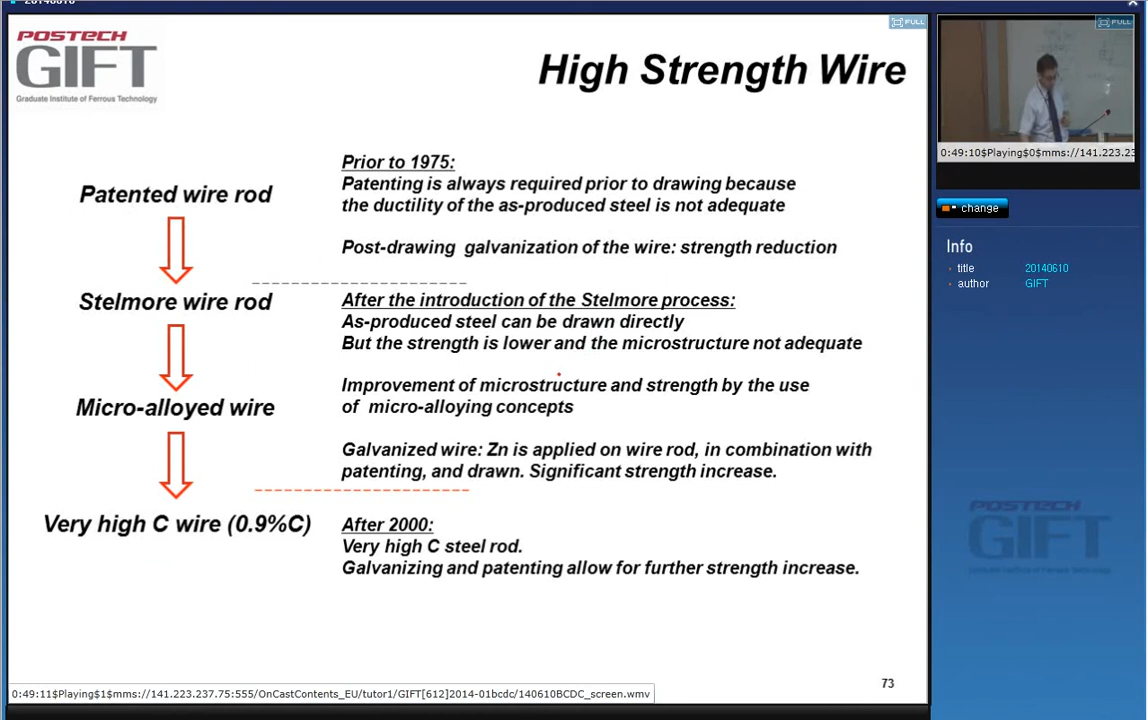 20140610
POSTECH
GIFT
Graduate Institute of Ferrous Technology
High Strength Wire
FULL
FULL
0:49:10$Playing$0$mms://141.223.23
change
Info
title 20140610
author GIFT
Patented wire rod
Prior to 1975:
Patenting is always required prior to drawing because
the ductility of the as-produced steel is not adequate
Post-drawing galvanization of the wire: strength reduction
Stelmore wire rod
After the introduction of the Stelmore process:
As-produced steel can be drawn directly
But the strength is lower and the microstructure not adequate
Micro-alloyed wire
Improvement of microstructure and strength by the use
of micro-alloying concepts
Galvanized wire: Zn is applied on wire rod, in combination with
patenting, and drawn. Significant strength increase.
Very high C wire (0.9%C)
After 2000:
Very high C steel rod.
Galvanizing and patenting allow for further strength increase.
POSTECH
GIFT
Graduate Institute of Ferrous Technology
73
0:49:11$Playing$1$mms://141.223.237.75:555/OnCastContents_EU/tutor1/GIFT[612]2014-01bcdc/140610BCDC_screen.wmv